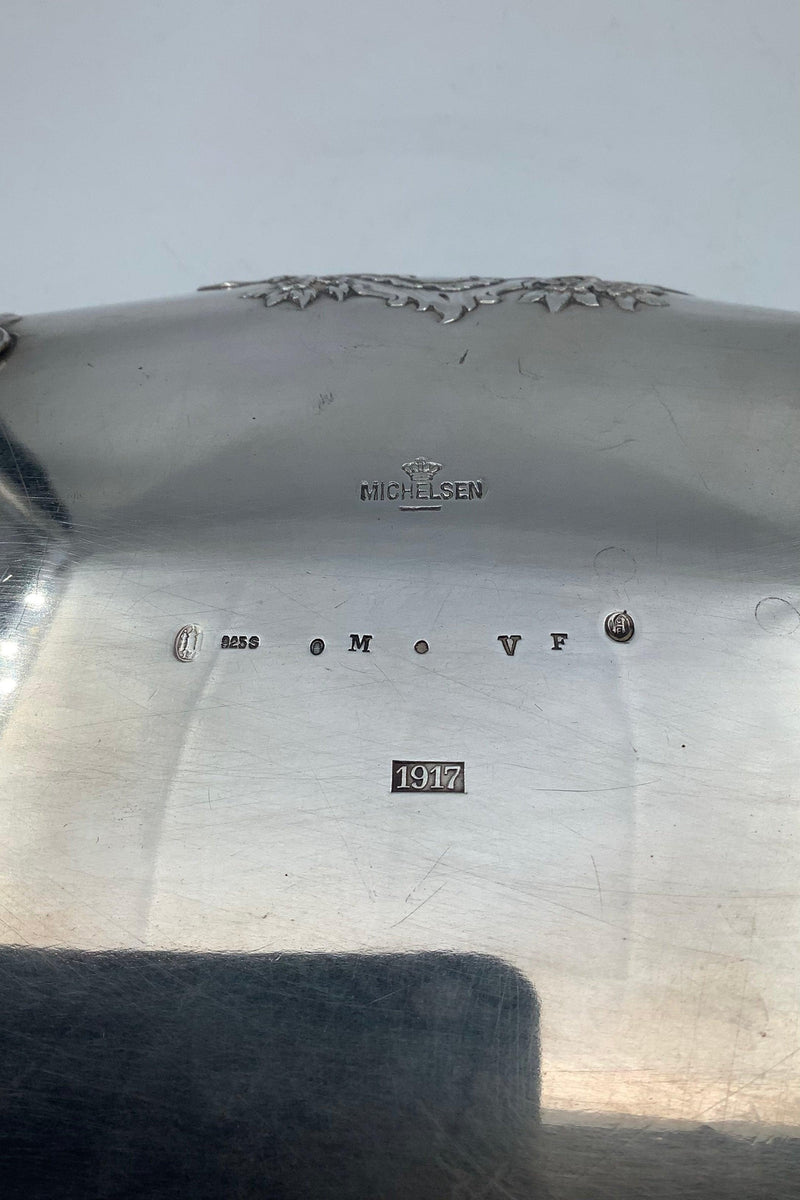 MICHELSEN
925S M V F
1917